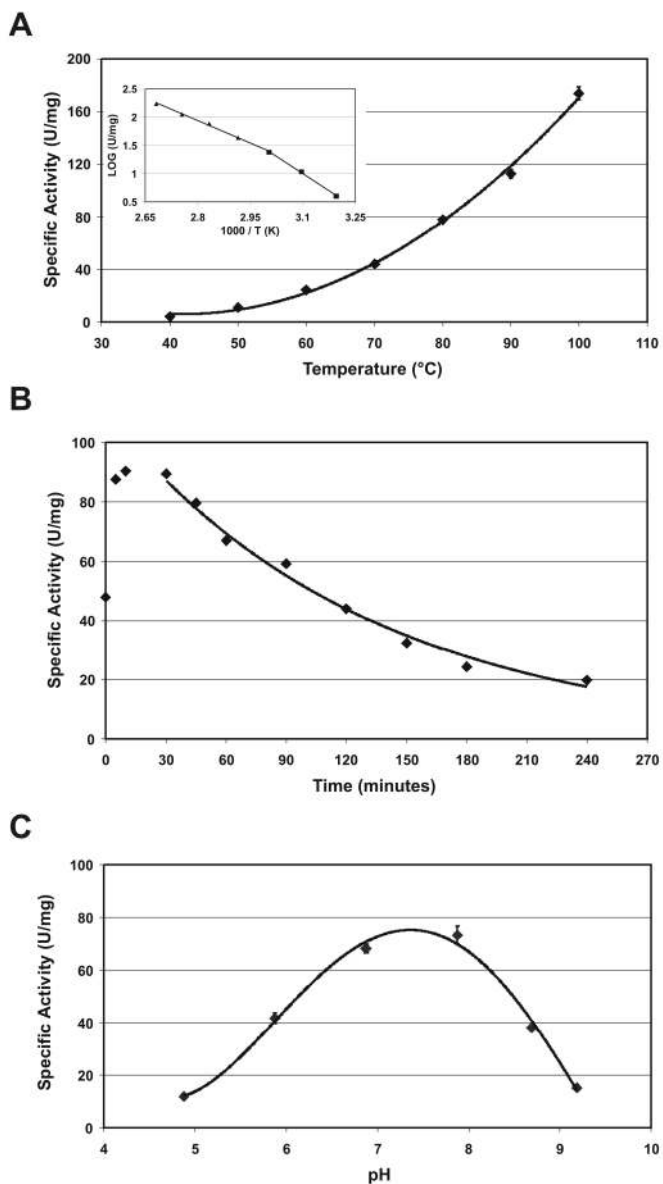 A
Specific Activity (U/mg)
200
160
120
80
40
0
30 40 50 60 70 80 90 100 110
Temperature (°C)
LOG (U/mg)
2.5
2
1.5
1
0.5
2.65 2.8 2.95 3.1 3.25
1000 / T (K)
B
Specific Activity (U/mg)
100
80
60
40
20
0
0 30 60 90 120 150 180 210 240 270
Time (minutes)
C
Specific Activity (U/mg)
100
80
60
40
20
0
4 5 6 7 8 9 10
pH